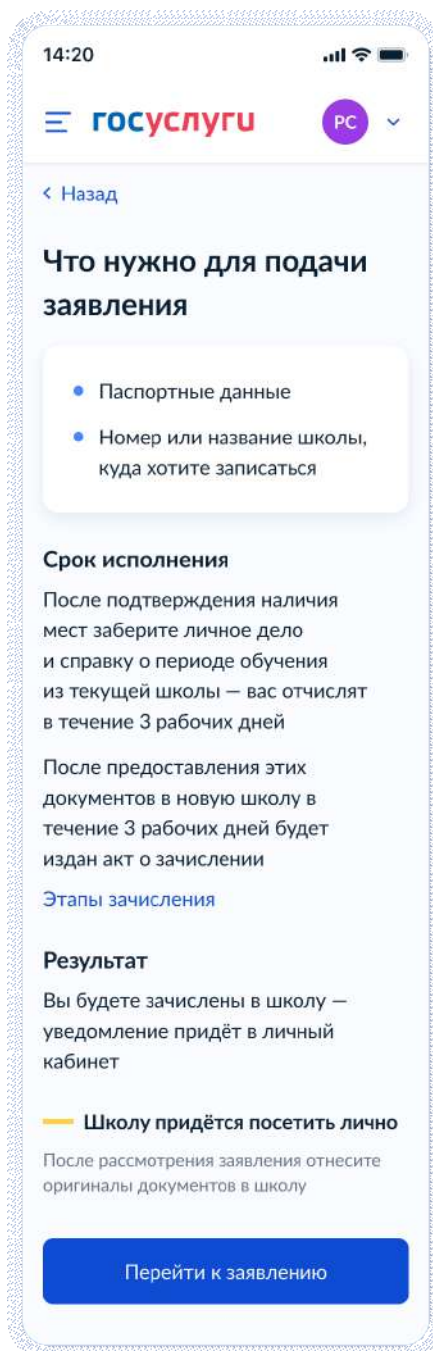 14:20
госуслуги
РС
Назад
Что нужно для подачи
заявления
Паспортные данные
Номер или название школы,
куда хотите записаться
Срок исполнения
После подтверждения наличия
мест заберите личное дело
и справку о периоде обучения
из текущей школы — вас отчислят
в течение 3 рабочих дней
После предоставления этих
документов в новую школу в
течение 3 рабочих дней будет
издан акт о зачислении
Этапы зачисления
Результат
Вы будете зачислены в школу —
уведомление придёт в личный
кабинет
Школу придётся посетить лично
После рассмотрения заявления отнесите
оригиналы документов в школу
Перейти к заявлению